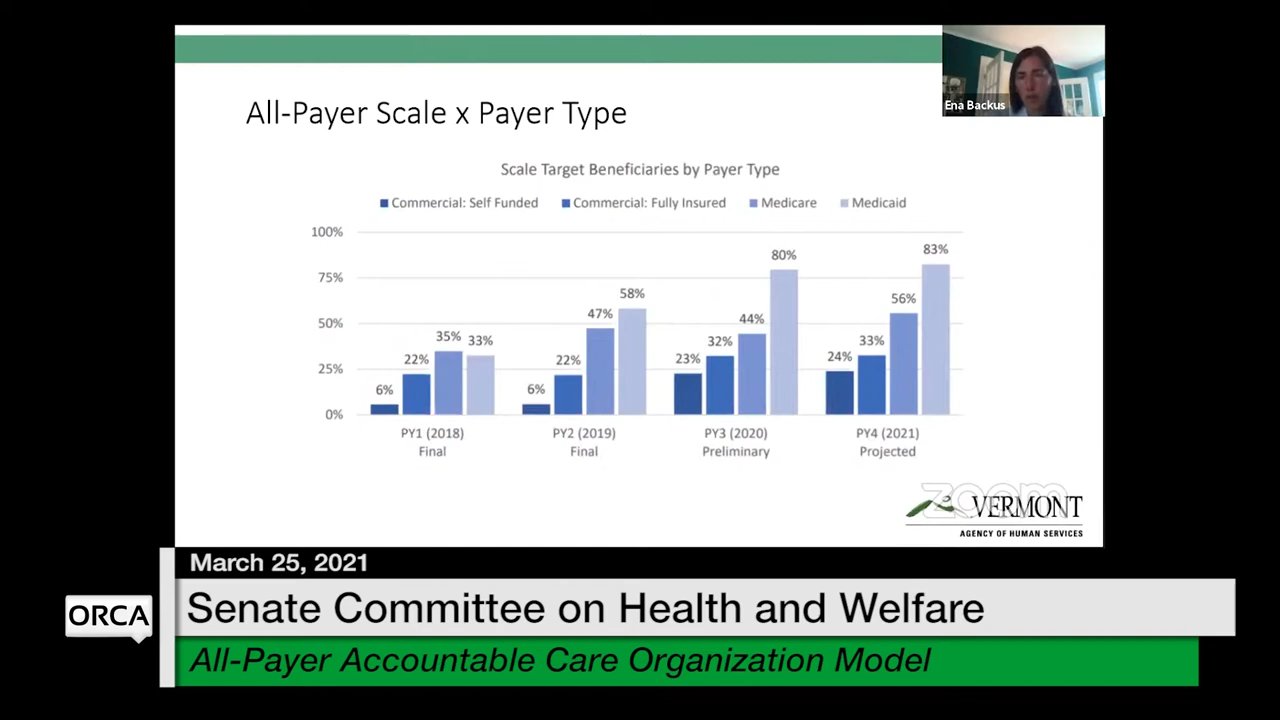 Ena Backus
All-Payer Scale x Payer Type
Scale Target Beneficiaries by Payer Type
Commercial: Self Funded Commercial: Fully Insured Medicare Medicaid
100%
75%
50%
25%
0%
6% 22% 35% 33%
6% 22% 47% 58%
23% 32% 44% 80%
24% 33% 56% 83%
PY1 (2018) PY2 (2019) PY3 (2020) PY4 (2021)
Final Final Preliminary Projected
zoom
VERMONT
AGENCY OF HUMAN SERVICES
March 25, 2021
ORCA
Senate Committee on Health and Welfare
All-Payer Accountable Care Organization Model